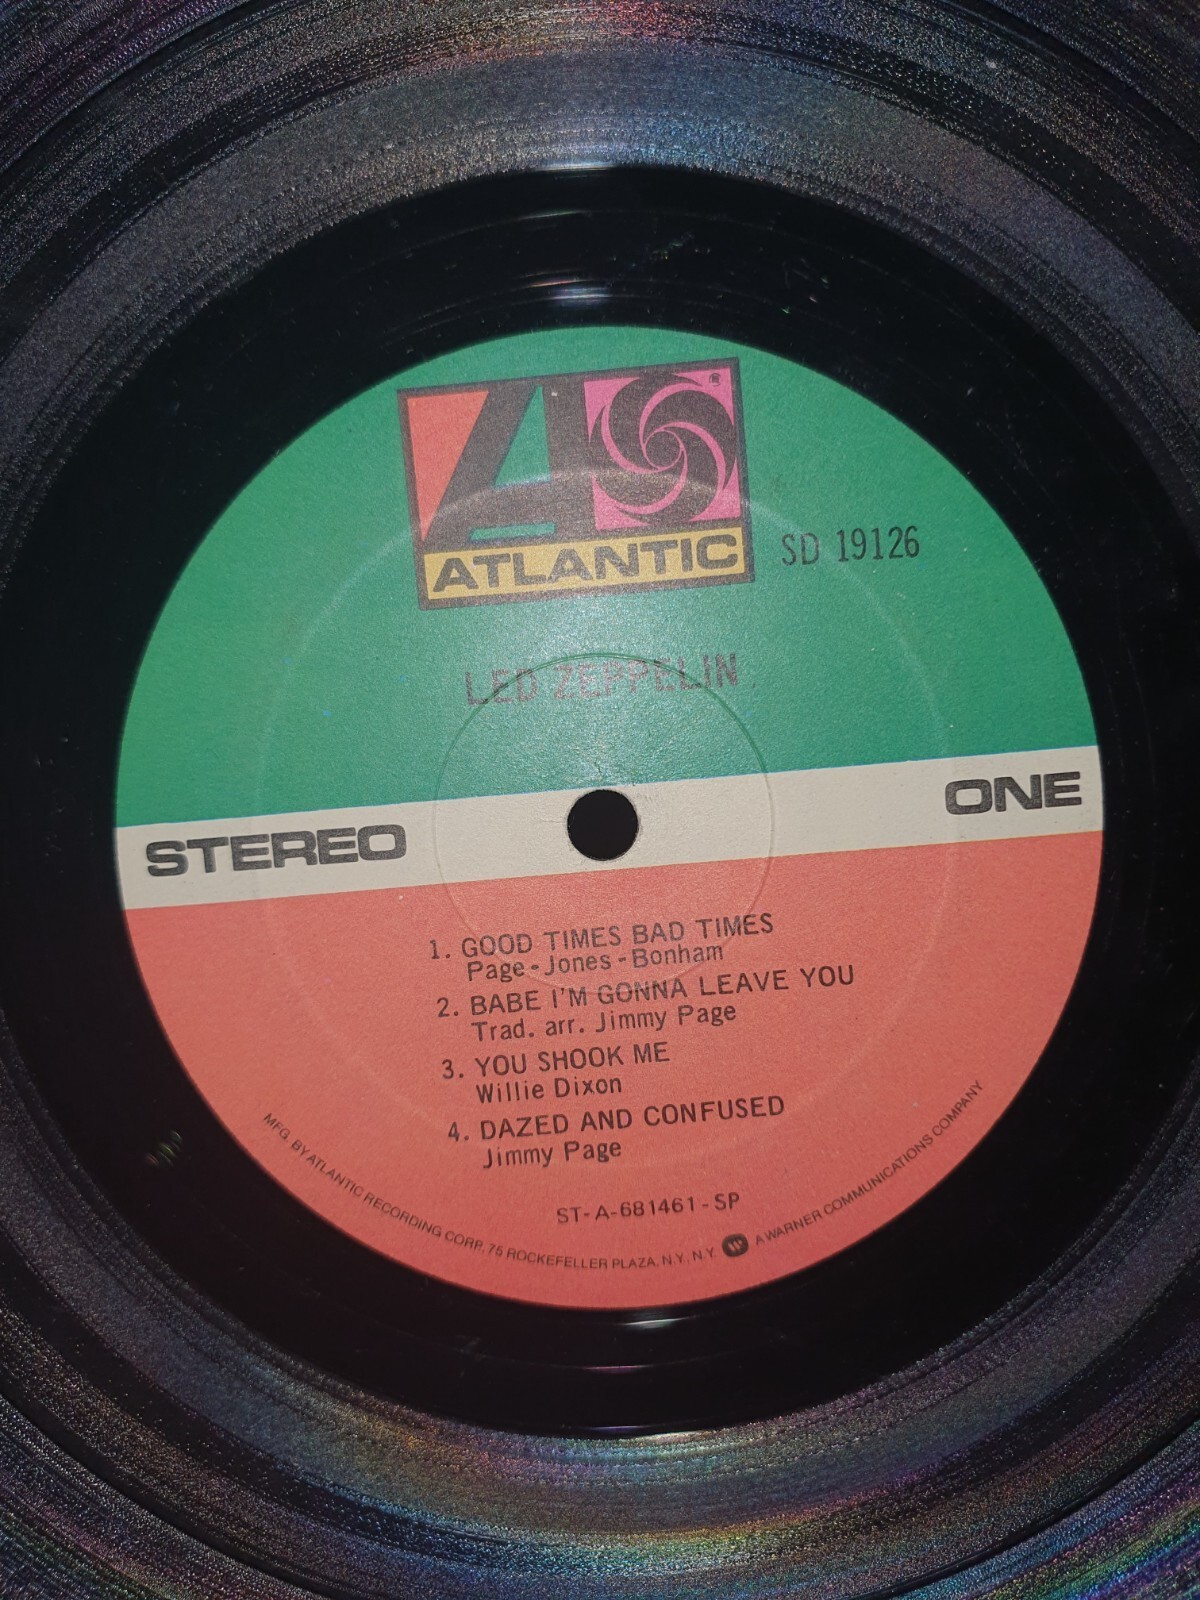 ATLANTIC
SD 19126
LED ZEPPELIN
STEREO
ONE
1. GOOD TIMES BAD TIMES
Page-Jones-Bonham
2. BABE I'M GONNA LEAVE YOU
Trad. arr. Jimmy Page
3. YOU SHOOK ME
Willie Dixon
4. DAZED AND CONFUSED
Jimmy Page
ST-A-681461-SP
MFG. BY ATLANTIC RECORDING CORP. 75 ROCKEFELLER PLAZA, N.Y., N.Y. A WARNER COMMUNICATIONS COMPANY